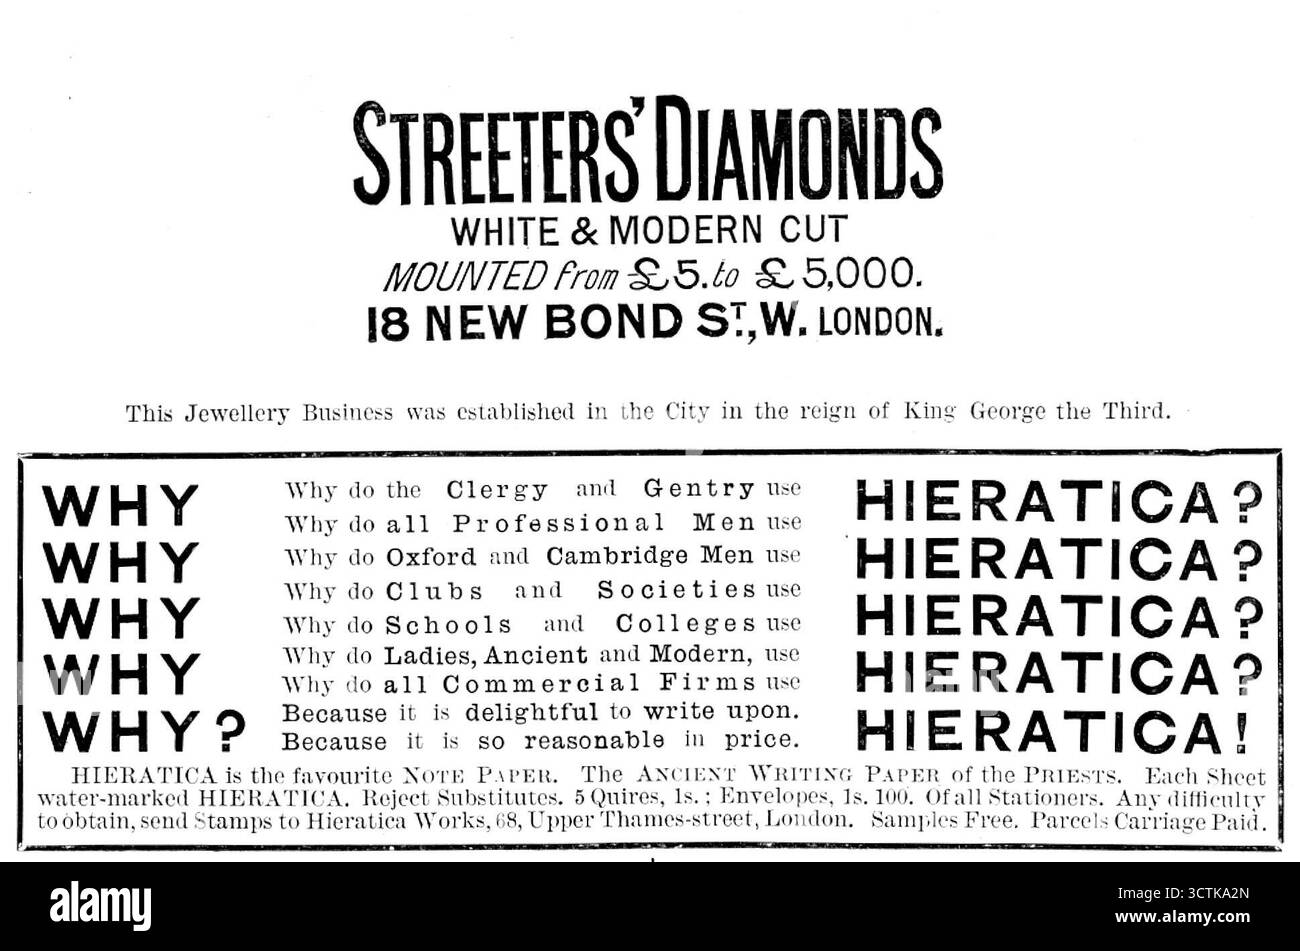 STREETERS' DIAMONDS
WHITE & MODERN CUT
MOUNTED from £5. to £5,000.
18 NEW BOND ST., W. LONDON.
This Jewellery Business was established in the City in the reign of King George the Third.
WHY
WHY
WHY
WHY
WHY?
Why do the Clergy and Gentry use
Why do all Professional Men use
Why do Oxford and Cambridge Men use
Why do Clubs and Societies use
Why do Schools and Colleges use
Why do Ladies, Ancient and Modern, use
Why do all Commercial Firms use
Because it is delightful to write upon.
Because it is so reasonable in price.
HIERATICA?
HIERATICA?
HIERATICA?
HIERATICA?
HIERATICA!
HIERATICA is the favourite NOTE PAPER. The ANCIENT WRITING PAPER of the PRIESTS. Each Sheet
water-marked HIERATICA. Reject Substitutes. 5 Quires, 1s.; Envelopes, 1s. 100. Of all Stationers. Any difficulty
to obtain, send Stamps to Hieratica Works, 68, Upper Thames-street, London. Samples Free. Parcels Carriage Paid.
alamy
Image ID: 3CTKA2N
www.alamy.com